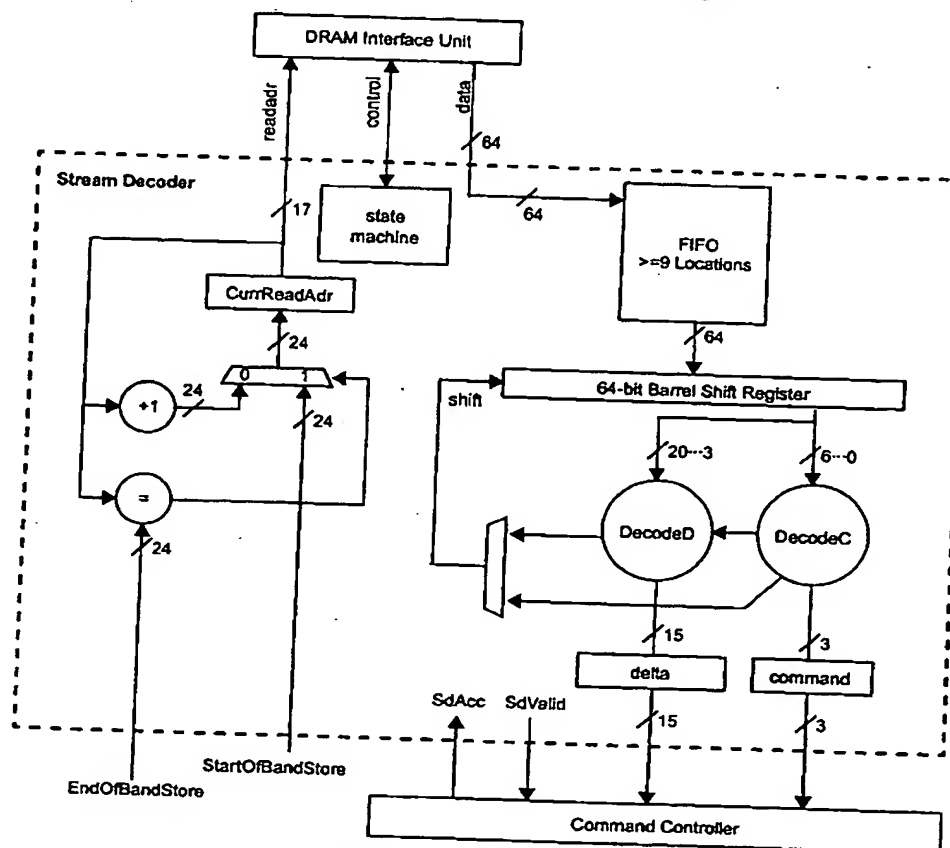 DRAM Interface Unit
readadr
control
data
64
Stream Decoder
17
state
machine
64
FIFO
>=9 Locations
CurrReadAdr
24
64
0 1
64-bit Barrel Shift Register
shift
+1
24
24
20...3
6...0
=
DecodeD
DecodeC
24
15
3
delta
command
SdAcc
SdValid
15
3
StartOfBandStore
EndOfBandStore
Command Controller